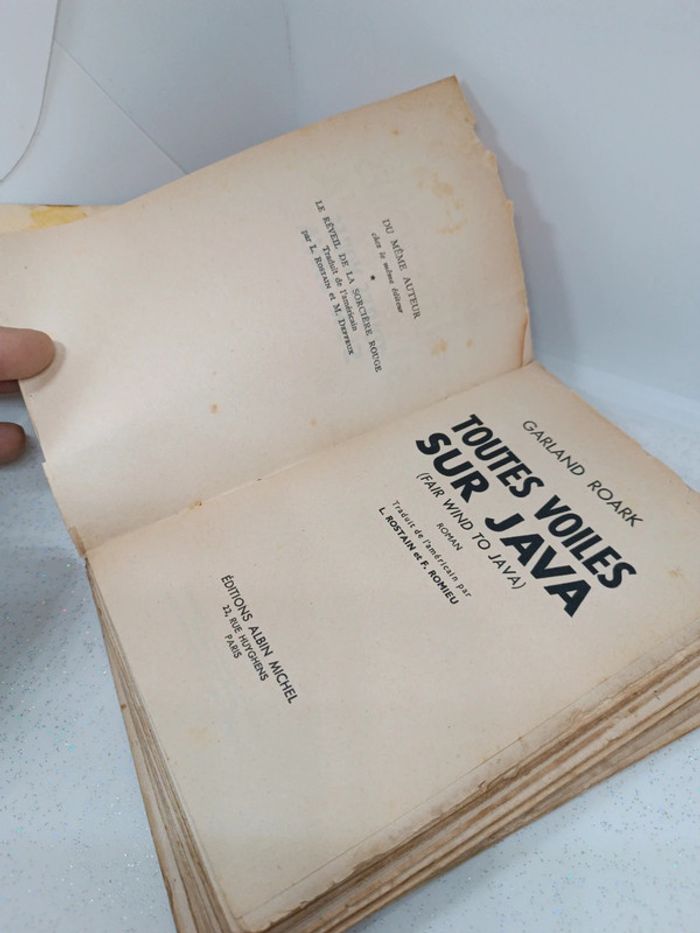 DU MÊME AUTEUR
chez le même éditeur
*
LE RÉVEIL DE LA SORCIÈRE ROUGE
Traduit de l'américain
par L. ROSTAIN et M. DEFFEUX
GARLAND ROARK
TOUTES VOILES
SUR JAVA
(FAIR WIND TO JAVA)
ROMAN
Traduit de l'américain par
L. ROSTAIN et F. ROMIEU
ÉDITIONS ALBIN MICHEL
22, RUE HUYGHENS
PARIS